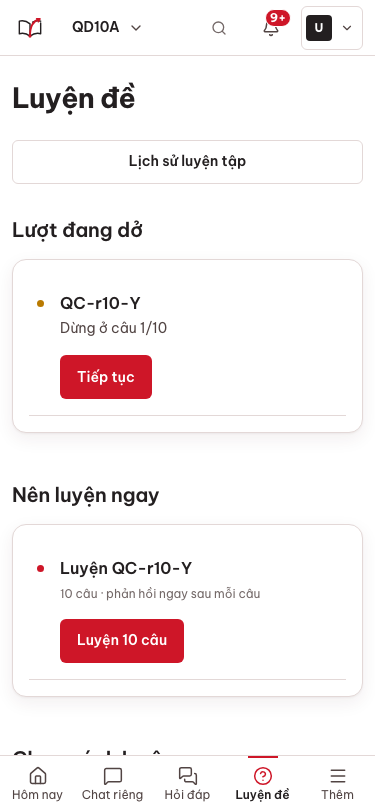 QD10A
9+
U
Luyện đề
Lịch sử luyện tập
Lượt đang dở
QC-r10-Y
Dừng ở câu 1/10
Tiếp tục
Nên luyện ngay
Luyện QC-r10-Y
10 câu · phản hồi ngay sau mỗi câu
Luyện 10 câu
Hôm nay
Chat riêng
Hỏi đáp
Luyện đề
Thêm